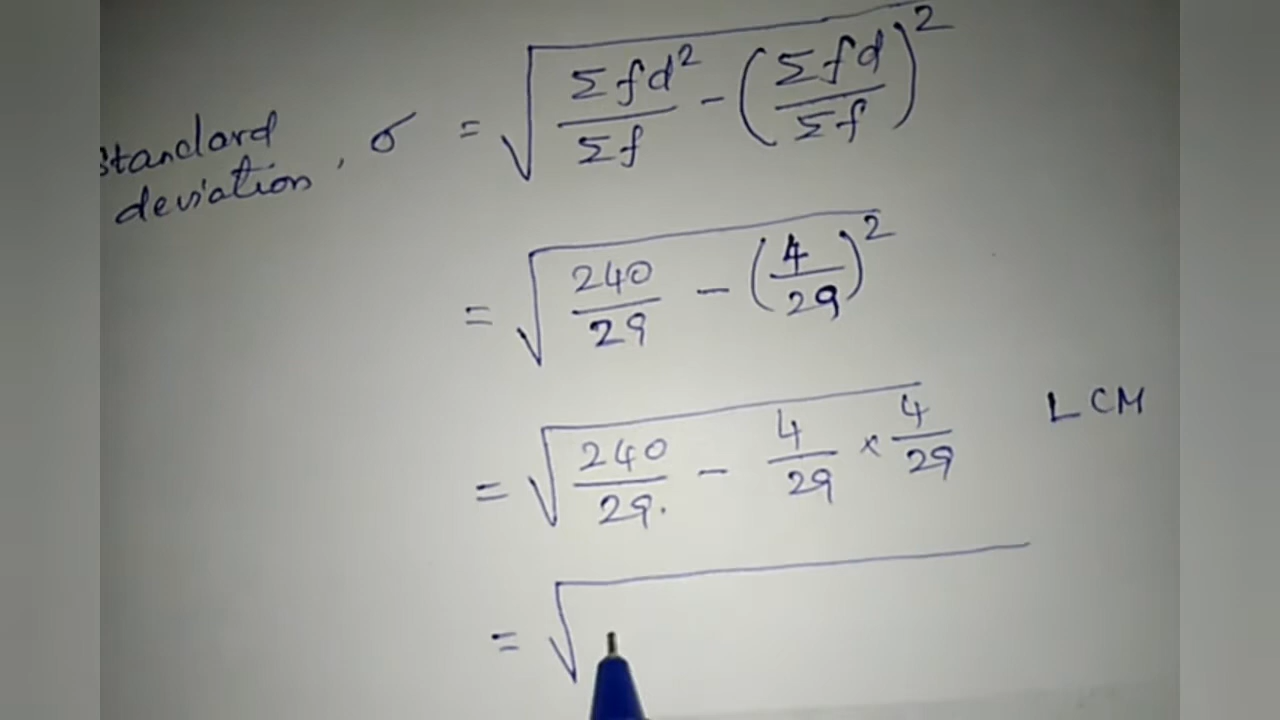 Standard deviation, σ = √(Σfd²/Σf - (Σfd/Σf)²)
= √(240/29 - (4/29)²)
= √(240/29. - 4/29 × 4/29) LCM
= √